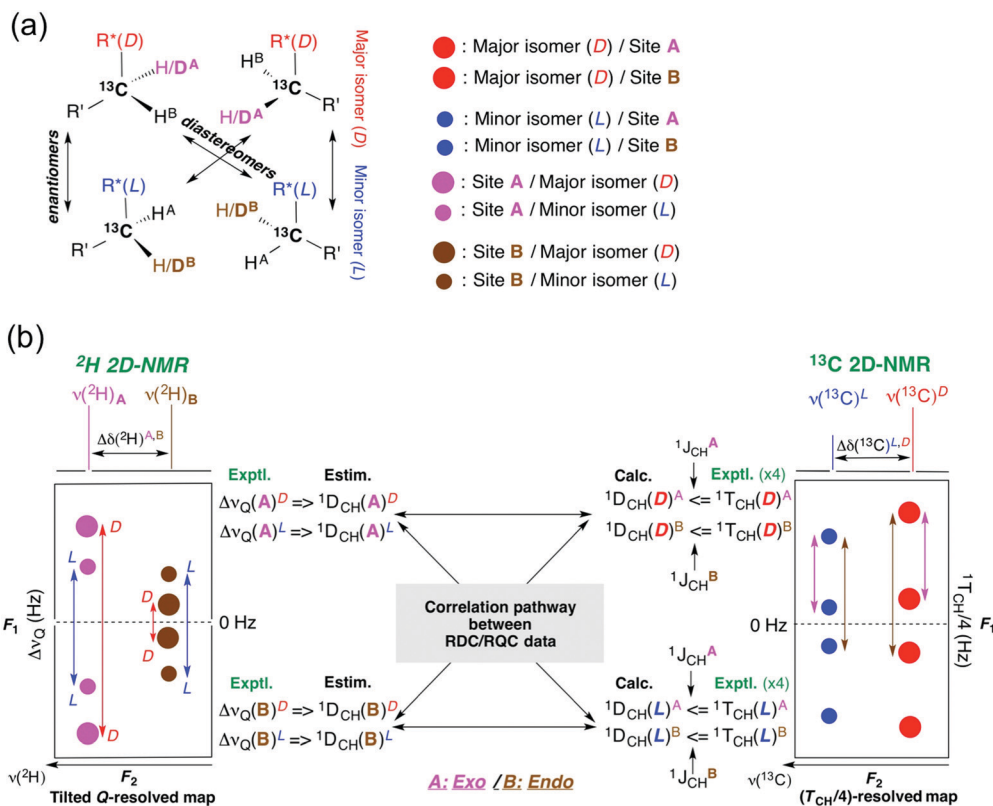 (a)
R*(D)
H/Dᴬ
¹³C
R'
Hᴮ
R*(D)
Hᴮ
¹³C
H/Dᴬ
R'
Major isomer (D)
enantiomers
diastereomers
R*(L)
Hᴬ
¹³C
R'
H/Dᴮ
R*(L)
H/Dᴮ
¹³C
Hᴬ
R'
Minor isomer (L)
: Major isomer (D) / Site A
: Major isomer (D) / Site B
: Minor isomer (L) / Site A
: Minor isomer (L) / Site B
: Site A / Major isomer (D)
: Site A / Minor isomer (L)
: Site B / Major isomer (D)
: Site B / Minor isomer (L)
(b)
²H 2D-NMR
ν(²H)A
ν(²H)B
Δδ(²H)ᴬ,ᴮ
D
L
L
D
L
D
D
L
0 Hz
F₁
ΔνQ (Hz)
ν(²H)
F₂
Tilted Q-resolved map
Exptl. Estim.
ΔνQ(A)ᴰ => ¹DCH(A)ᴰ
ΔνQ(A)ᴸ => ¹DCH(A)ᴸ
Exptl. Estim.
ΔνQ(B)ᴰ => ¹DCH(B)ᴰ
ΔνQ(B)ᴸ => ¹DCH(B)ᴸ
Correlation pathway
between
RDC/RQC data
A: Exo / B: Endo
¹JCHᴬ
Calc. Exptl. (x4)
¹DCH(D)ᴬ <= ¹TCH(D)ᴬ
¹DCH(D)ᴮ <= ¹TCH(D)ᴮ
¹JCHᴮ
¹JCHᴬ
Calc. Exptl. (x4)
¹DCH(L)ᴬ <= ¹TCH(L)ᴬ
¹DCH(L)ᴮ <= ¹TCH(L)ᴮ
¹JCHᴮ
¹³C 2D-NMR
ν(¹³C)ᴸ
ν(¹³C)ᴰ
Δδ(¹³C)ᴸ,ᴰ
0 Hz
¹TCH/4 (Hz)
F₁
ν(¹³C)
F₂
(TCH/4)-resolved map